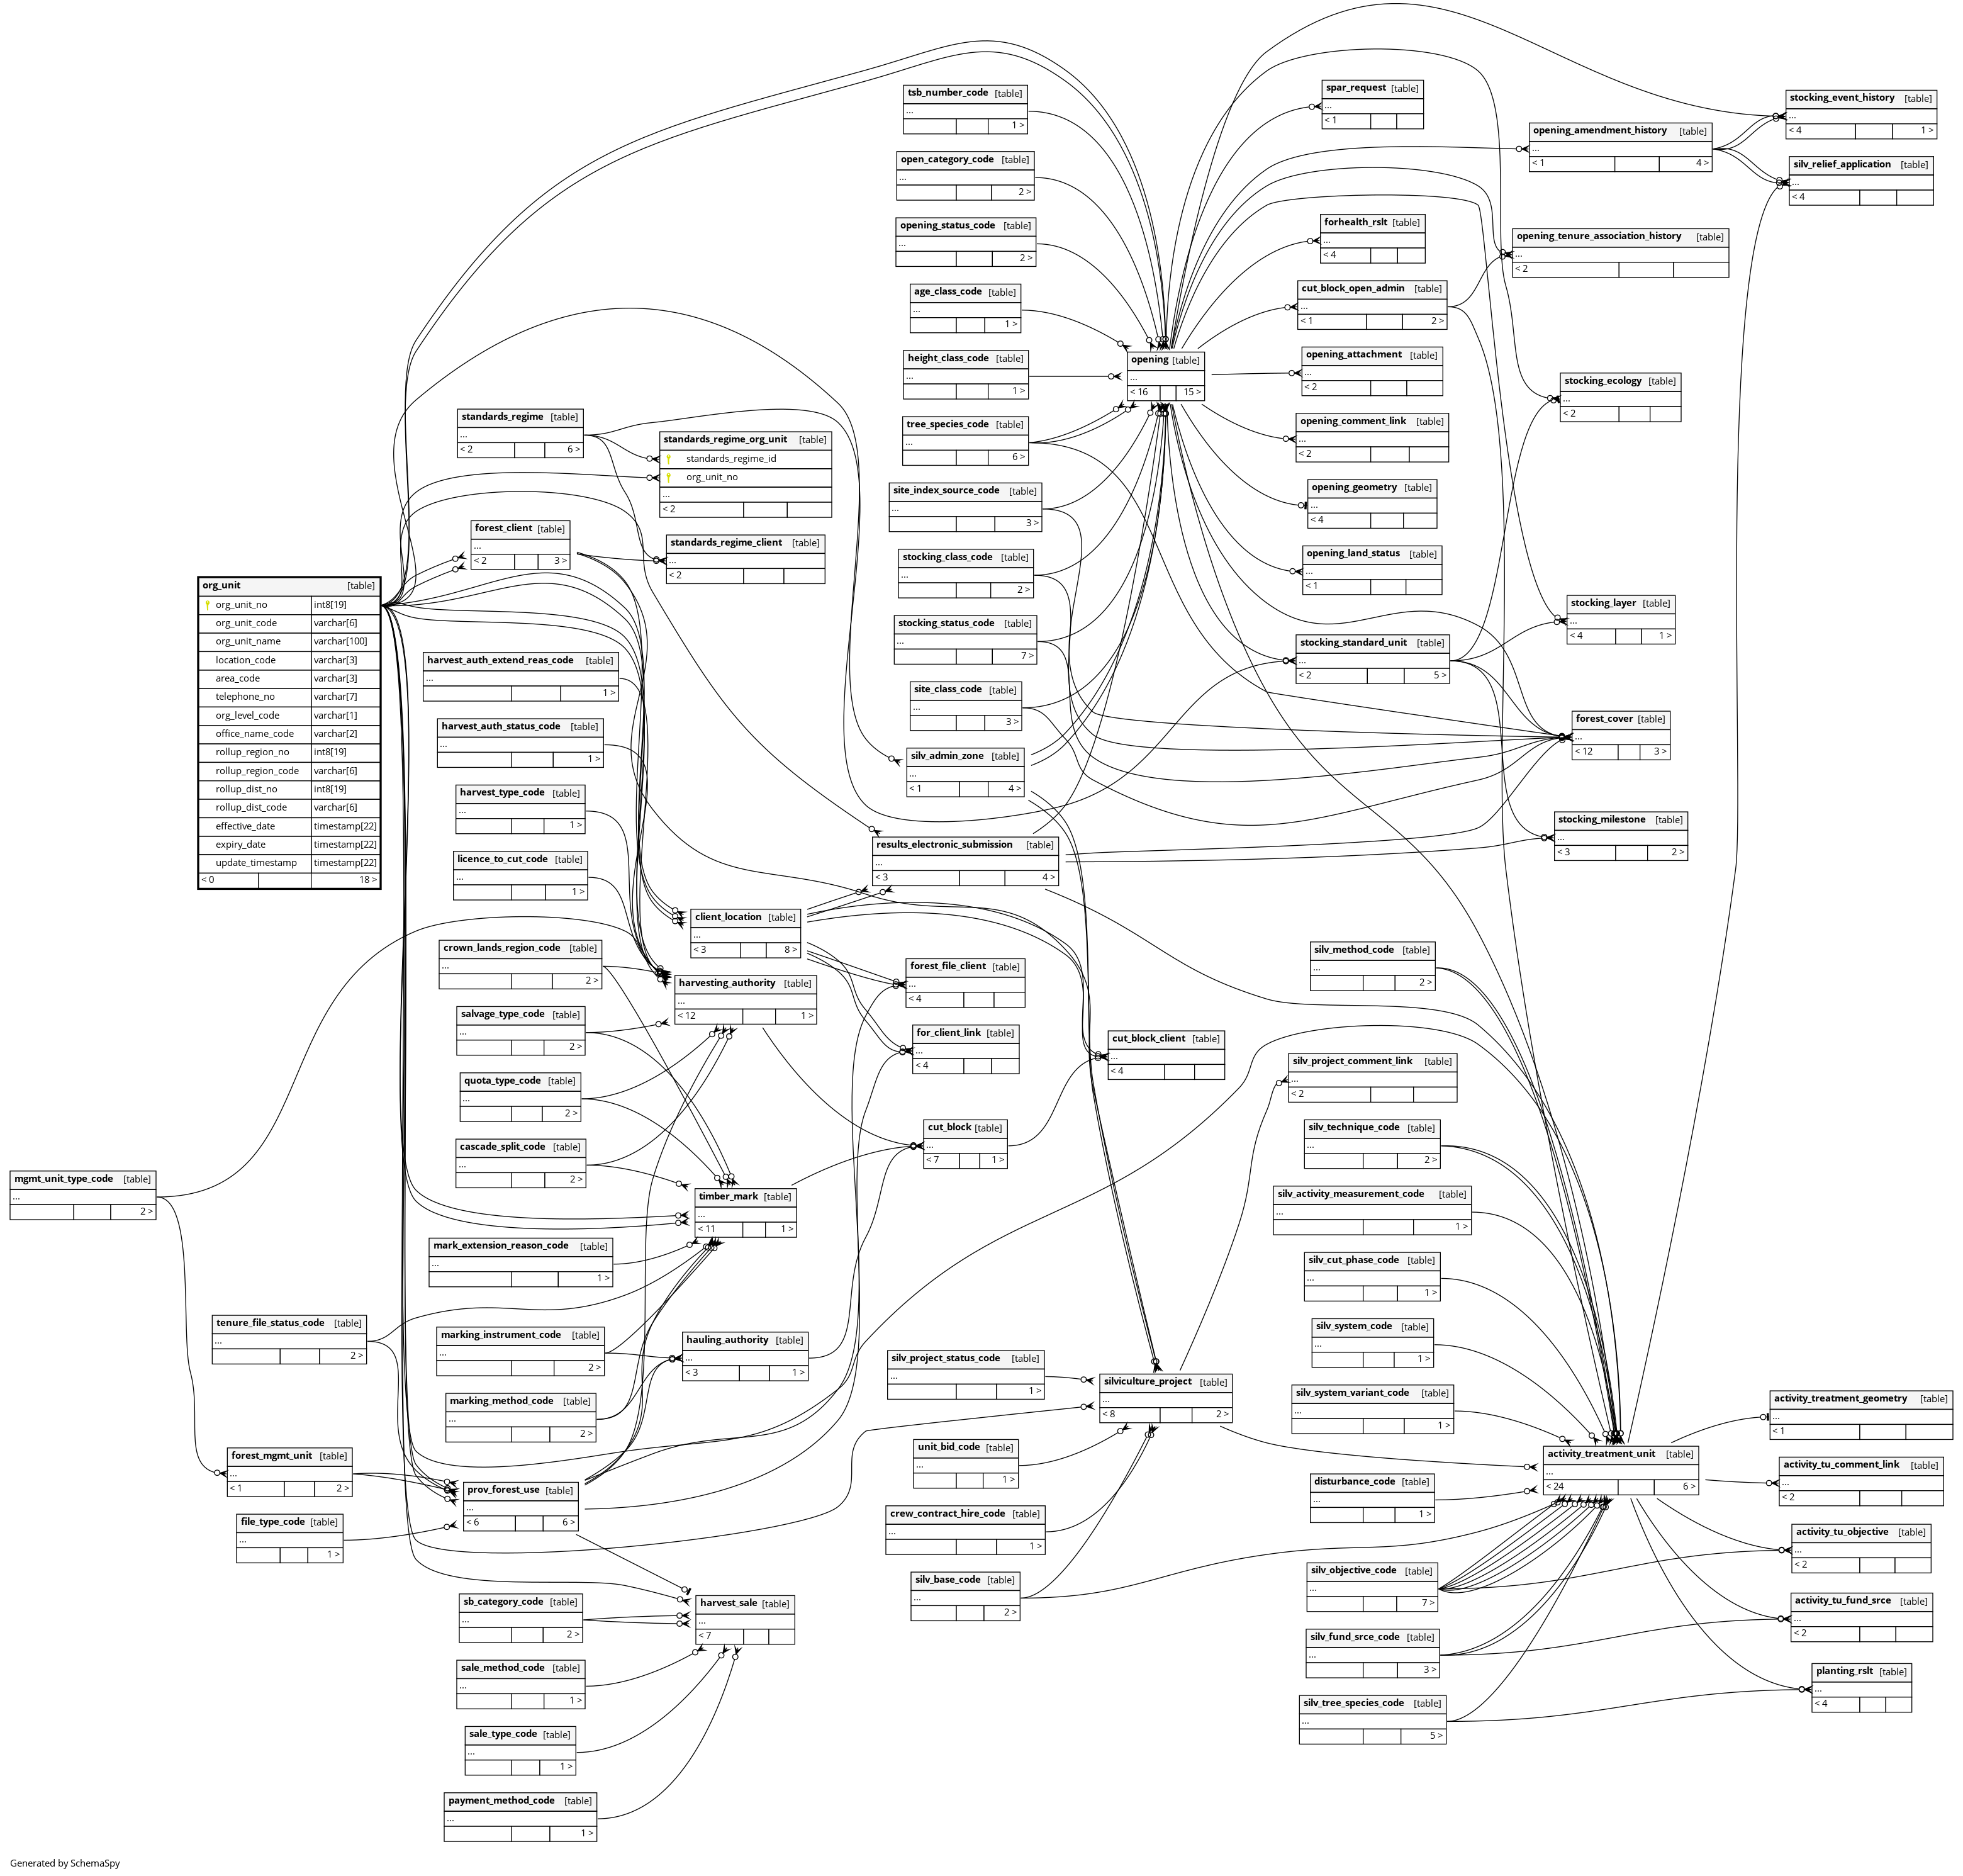 tsb_number_code [table]
...
1 >
open_category_code [table]
...
2 >
opening_status_code [table]
...
2 >
age_class_code [table]
...
1 >
height_class_code [table]
...
1 >
tree_species_code [table]
...
6 >
site_index_source_code [table]
...
3 >
stocking_class_code [table]
...
2 >
stocking_status_code [table]
...
7 >
site_class_code [table]
...
3 >
silv_admin_zone [table]
...
< 1 4 >
results_electronic_submission [table]
...
< 3 4 >
spar_request [table]
...
< 1
forhealth_rslt [table]
...
< 4
cut_block_open_admin [table]
...
< 1 2 >
opening [table]
...
< 16 15 >
opening_attachment [table]
...
< 2
opening_comment_link [table]
...
< 2
opening_geometry [table]
...
< 4
opening_land_status [table]
...
< 1
stocking_standard_unit [table]
...
< 2 5 >
stocking_event_history [table]
...
< 4 1 >
opening_amendment_history [table]
...
< 1 4 >
silv_relief_application [table]
...
< 4
opening_tenure_association_history [table]
...
< 2
stocking_ecology [table]
...
< 2
stocking_layer [table]
...
< 4 1 >
forest_cover [table]
...
< 12 3 >
stocking_milestone [table]
...
< 3 2 >
standards_regime [table]
...
< 2 6 >
standards_regime_org_unit [table]
standards_regime_id
org_unit_no
...
< 2
forest_client [table]
...
< 2 3 >
standards_regime_client [table]
...
< 2
org_unit [table]
org_unit_no int8[19]
org_unit_code varchar[6]
org_unit_name varchar[100]
location_code varchar[3]
area_code varchar[3]
telephone_no varchar[7]
org_level_code varchar[1]
office_name_code varchar[2]
rollup_region_no int8[19]
rollup_region_code varchar[6]
rollup_dist_no int8[19]
rollup_dist_code varchar[6]
effective_date timestamp[22]
expiry_date timestamp[22]
update_timestamp timestamp[22]
< 0 18 >
harvest_auth_extend_reas_code [table]
...
1 >
harvest_auth_status_code [table]
...
1 >
harvest_type_code [table]
...
1 >
licence_to_cut_code [table]
...
1 >
client_location [table]
...
< 3 8 >
crown_lands_region_code [table]
...
2 >
harvesting_authority [table]
...
< 12 1 >
forest_file_client [table]
...
< 4
salvage_type_code [table]
...
2 >
for_client_link [table]
...
< 4
cut_block_client [table]
...
< 4
quota_type_code [table]
...
2 >
cascade_split_code [table]
...
2 >
cut_block [table]
...
< 7 1 >
mgmt_unit_type_code [table]
...
2 >
timber_mark [table]
...
< 11 1 >
mark_extension_reason_code [table]
...
1 >
tenure_file_status_code [table]
...
2 >
marking_instrument_code [table]
...
2 >
hauling_authority [table]
...
< 3 1 >
marking_method_code [table]
...
2 >
forest_mgmt_unit [table]
...
< 1 2 >
prov_forest_use [table]
...
< 6 6 >
file_type_code [table]
...
1 >
sb_category_code [table]
...
2 >
harvest_sale [table]
...
< 7
sale_method_code [table]
...
1 >
sale_type_code [table]
...
1 >
payment_method_code [table]
...
1 >
silv_project_status_code [table]
...
1 >
silviculture_project [table]
...
< 8 2 >
unit_bid_code [table]
...
1 >
crew_contract_hire_code [table]
...
1 >
silv_base_code [table]
...
2 >
silv_method_code [table]
...
2 >
silv_project_comment_link [table]
...
< 2
silv_technique_code [table]
...
2 >
silv_activity_measurement_code [table]
...
1 >
silv_cut_phase_code [table]
...
1 >
silv_system_code [table]
...
1 >
silv_system_variant_code [table]
...
1 >
disturbance_code [table]
...
1 >
silv_objective_code [table]
...
7 >
silv_fund_srce_code [table]
...
3 >
silv_tree_species_code [table]
...
5 >
activity_treatment_unit [table]
...
< 24 6 >
activity_treatment_geometry [table]
...
< 1
activity_tu_comment_link [table]
...
< 2
activity_tu_objective [table]
...
< 2
activity_tu_fund_srce [table]
...
< 2
planting_rslt [table]
...
< 4
Generated by SchemaSpy